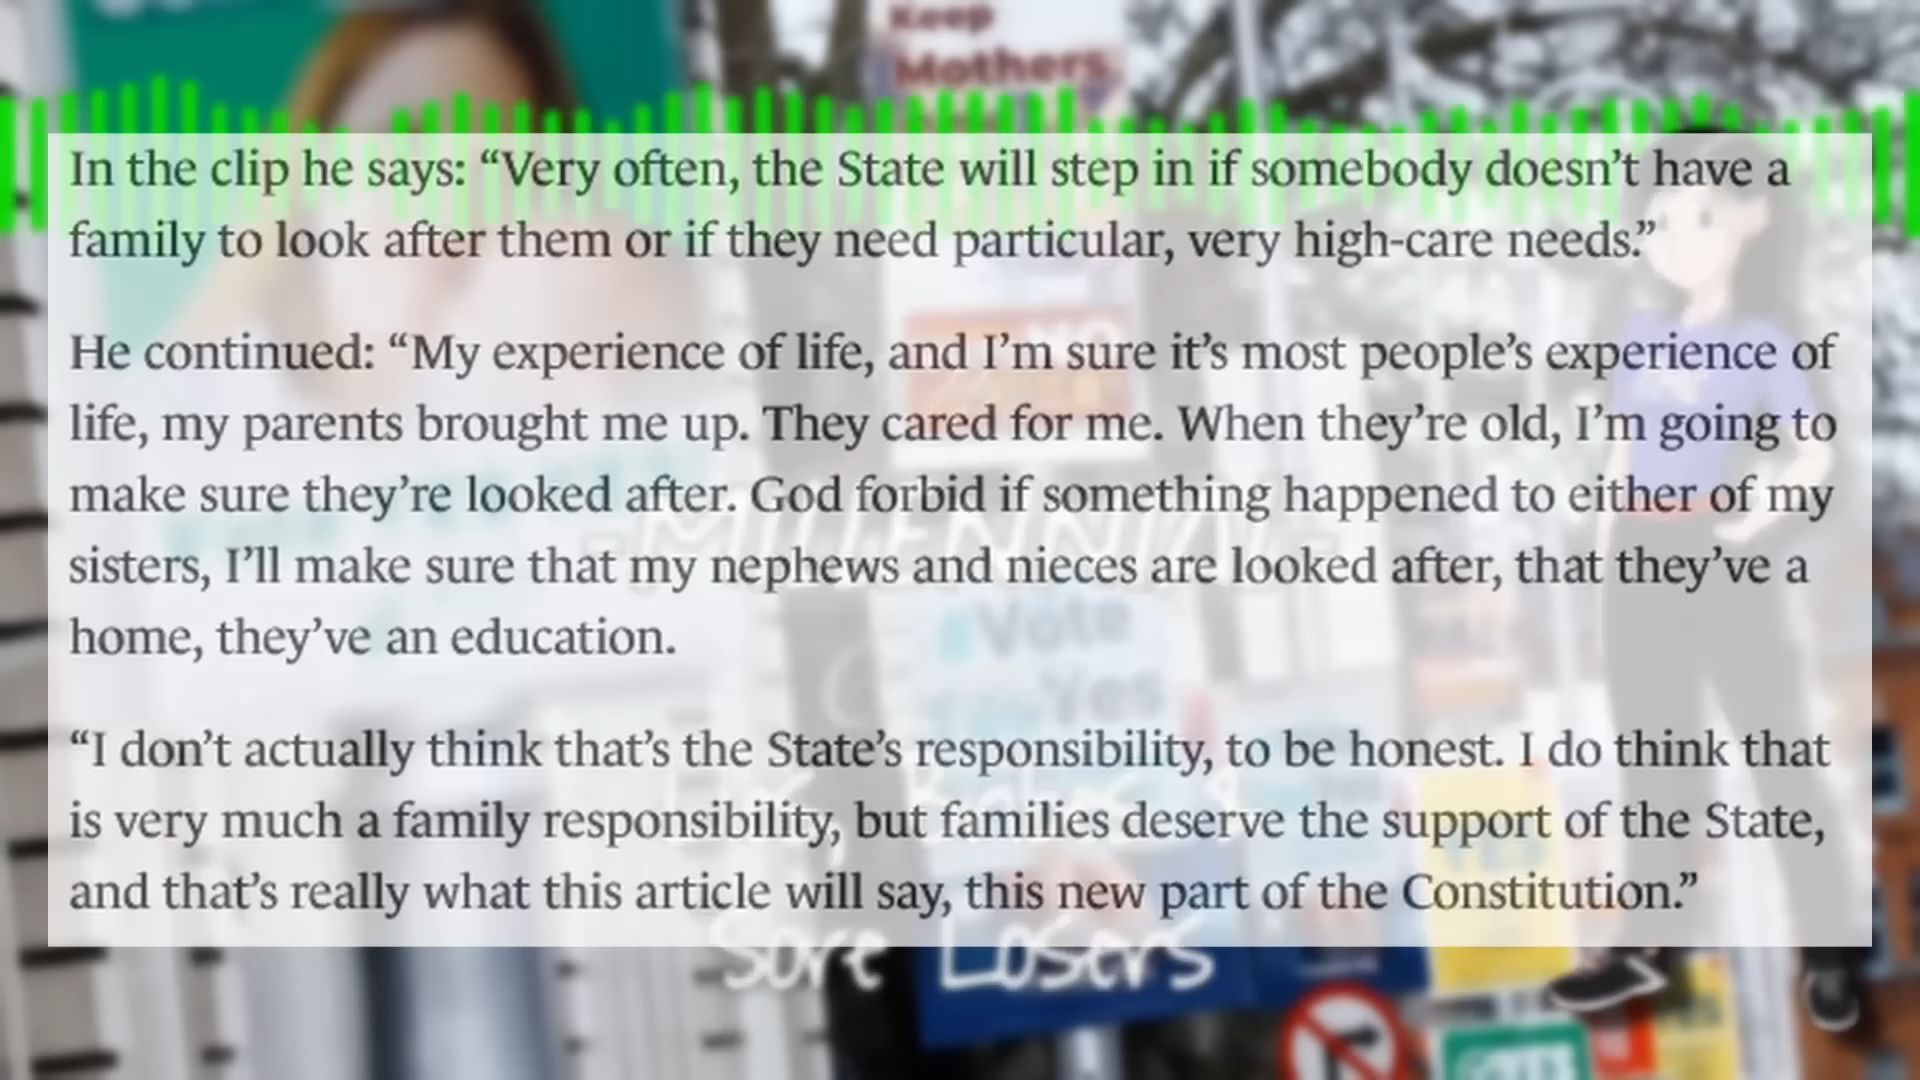 Keep
Mothers
In the clip he says: “Very often, the State will step in if somebody doesn’t have a
family to look after them or if they need particular, very high-care needs.”
He continued: “My experience of life, and I’m sure it’s most people’s experience of
life, my parents brought me up. They cared for me. When they’re old, I’m going to
make sure they’re looked after. God forbid if something happened to either of my
sisters, I’ll make sure that my nephews and nieces are looked after, that they’ve a
home, they’ve an education.
“I don’t actually think that’s the State’s responsibility, to be honest. I do think that
is very much a family responsibility, but families deserve the support of the State,
and that’s really what this article will say, this new part of the Constitution.”
NO
MILLENNIAL
Vote
Yes
YES
Sore Losers
YES